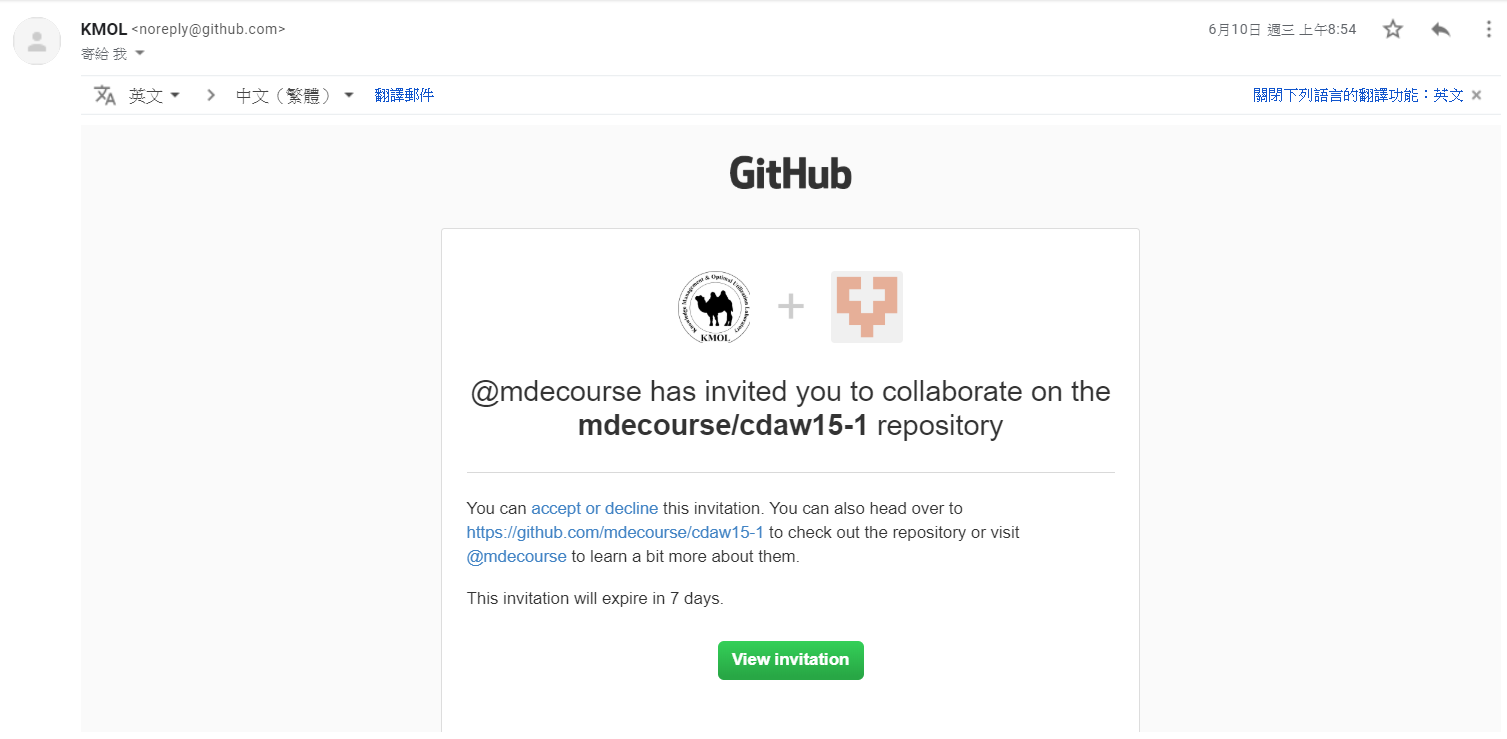 KMOL <noreply@github.com>
6月10日 週三 上午8:54
寄給 我
英文
中文（繁體）
翻譯郵件
關閉下列語言的翻譯功能：英文
GitHub
Knowledge Management & Optimal Utilization Laboratory
KMOL
@mdecourse has invited you to collaborate on the
mdecourse/cdaw15-1 repository
You can accept or decline this invitation. You can also head over to
https://github.com/mdecourse/cdaw15-1 to check out the repository or visit
@mdecourse to learn a bit more about them.
This invitation will expire in 7 days.
View invitation